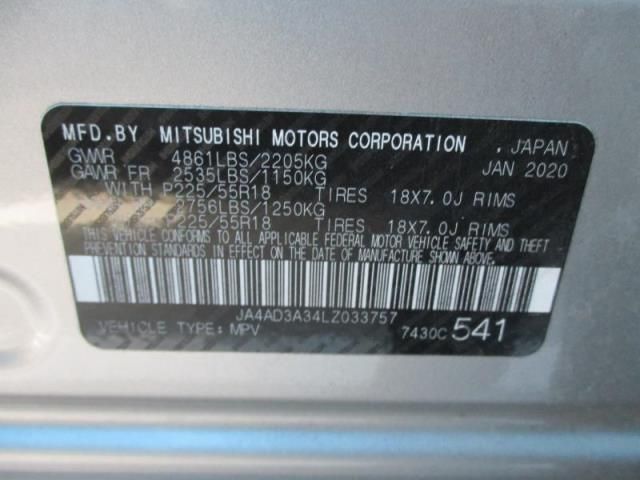 MFD.BY MITSUBISHI MOTORS CORPORATION . JAPAN
GVWR 4861LBS/2205KG JAN 2020
GAWR FR 2535LBS/1150KG
WITH P225/55R18 TIRES 18X7.0J RIMS
2756LBS/1250KG
P225/55R18 TIRES 18X7.0J RIMS
THIS VEHICLE CONFORMS TO ALL APPLICABLE FEDERAL MOTOR VEHICLE SAFETY AND THEFT
PREVENTION STANDARDS IN EFFECT ON THE DATE OF MANUFACTURE SHOWN ABOVE.
JA4AD3A34LZ033757
VEHICLE TYPE: MPV 7430C 541